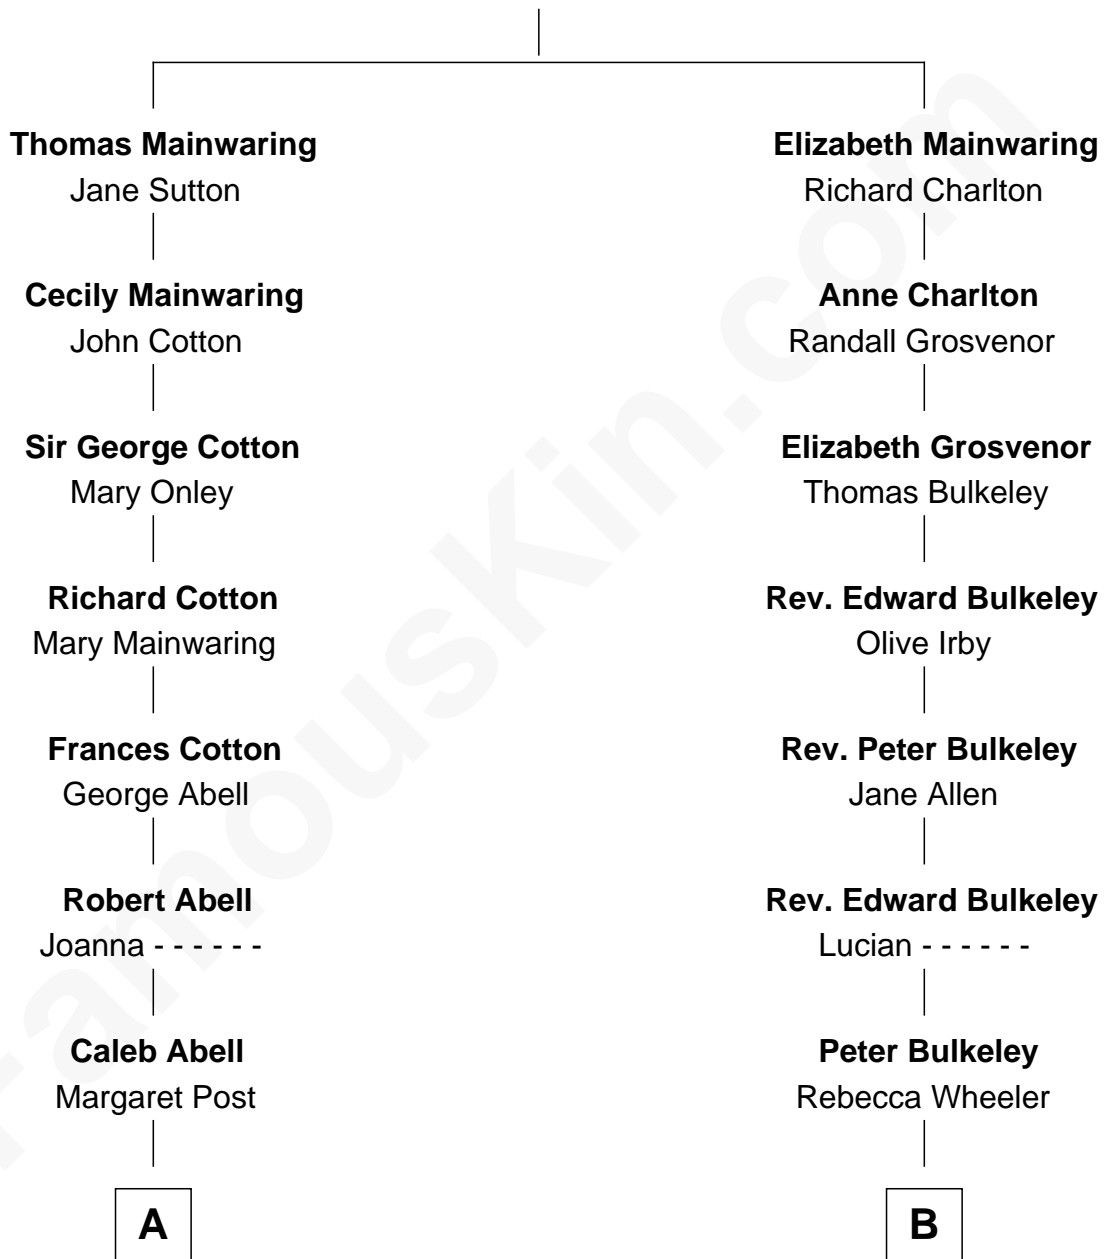 Thomas Mainwaring
Jane Sutton
Cecily Mainwaring
John Cotton
Sir George Cotton
Mary Onley
Richard Cotton
Mary Mainwaring
Frances Cotton
George Abell
Robert Abell
Joanna - - - - - -
Caleb Abell
Margaret Post
A
Elizabeth Mainwaring
Richard Charlton
Anne Charlton
Randall Grosvenor
Elizabeth Grosvenor
Thomas Bulkeley
Rev. Edward Bulkeley
Olive Irby
Rev. Peter Bulkeley
Jane Allen
Rev. Edward Bulkeley
Lucian - - - - - -
Peter Bulkeley
Rebecca Wheeler
B
FamousKin.com